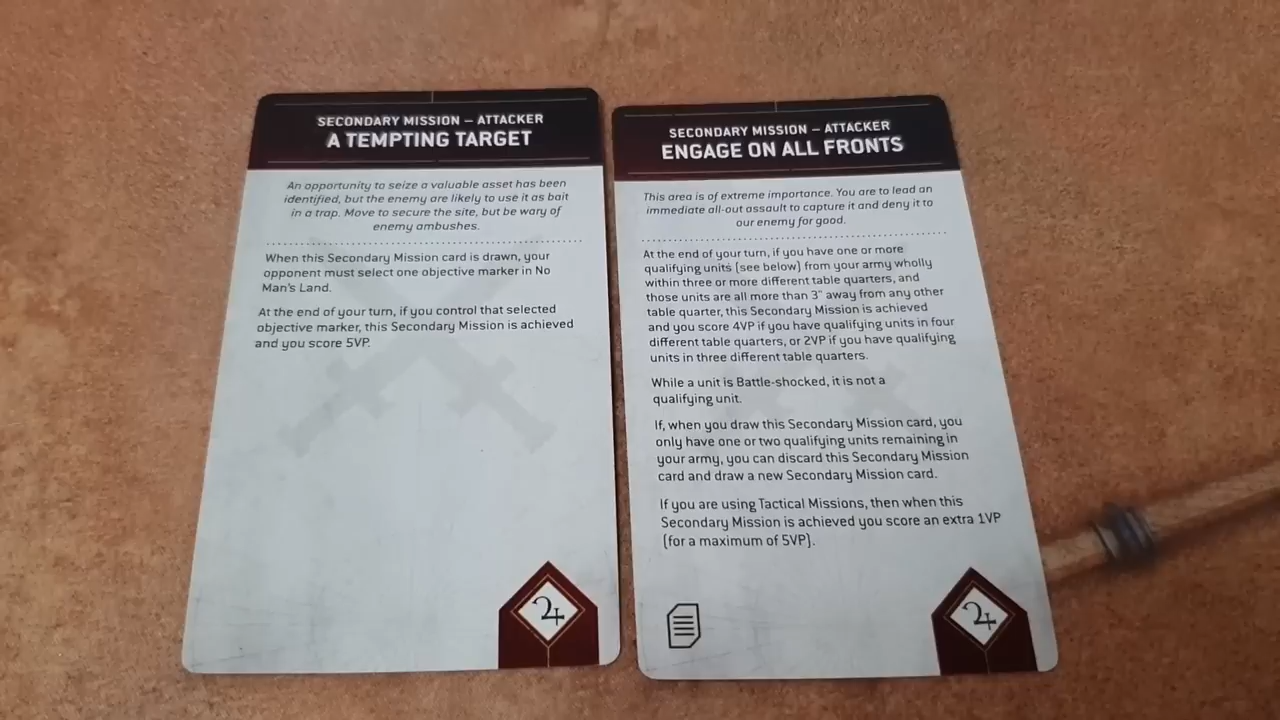 SECONDARY MISSION – ATTACKER
A TEMPTING TARGET
An opportunity to seize a valuable asset has been
identified, but the enemy are likely to use it as bait
in a trap. Move to secure the site, but be wary of
enemy ambushes.
When this Secondary Mission card is drawn, your
opponent must select one objective marker in No
Man's Land.
At the end of your turn, if you control that selected
objective marker, this Secondary Mission is achieved
and you score 5VP.
SECONDARY MISSION – ATTACKER
ENGAGE ON ALL FRONTS
This area is of extreme importance. You are to lead an
immediate all-out assault to capture it and deny it to
our enemy for good.
At the end of your turn, if you have one or more
qualifying units (see below) from your army wholly
within three or more different table quarters, and
those units are all more than 3" away from any other
table quarter, this Secondary Mission is achieved
and you score 4VP if you have qualifying units in four
different table quarters, or 2VP if you have qualifying
units in three different table quarters.
While a unit is Battle-shocked, it is not a
qualifying unit.
If, when you draw this Secondary Mission card, you
only have one or two qualifying units remaining in
your army, you can discard this Secondary Mission
card and draw a new Secondary Mission card.
If you are using Tactical Missions, then when this
Secondary Mission is achieved you score an extra 1VP
(for a maximum of 5VP).